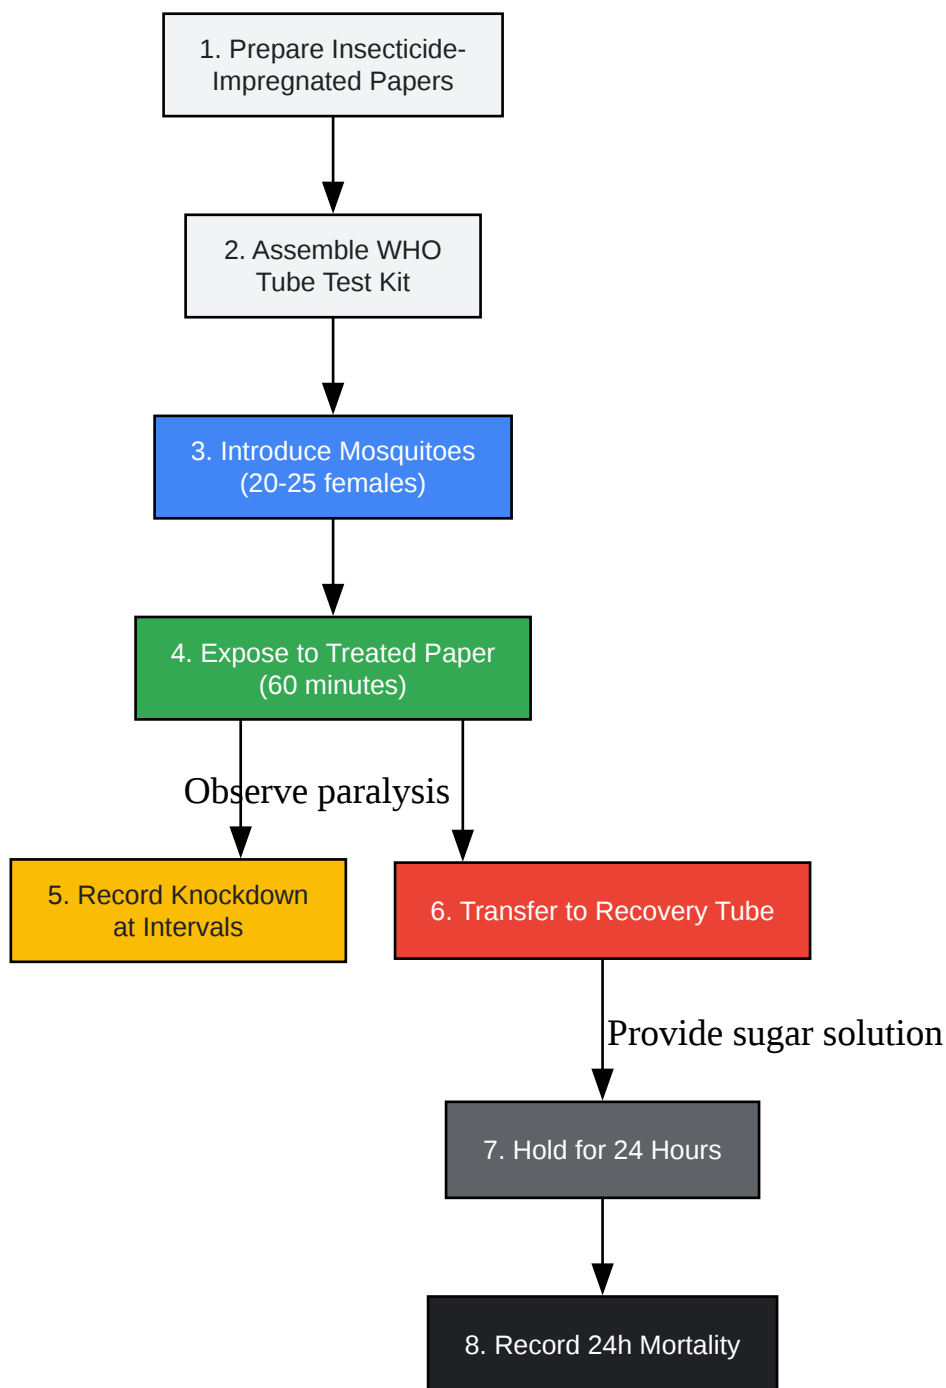 1. Prepare Insecticide-
Impregnated Papers
2. Assemble WHO
Tube Test Kit
3. Introduce Mosquitoes
(20-25 females)
4. Expose to Treated Paper
(60 minutes)
Observe paralysis
5. Record Knockdown
at Intervals
6. Transfer to Recovery Tube
Provide sugar solution
7. Hold for 24 Hours
8. Record 24h Mortality